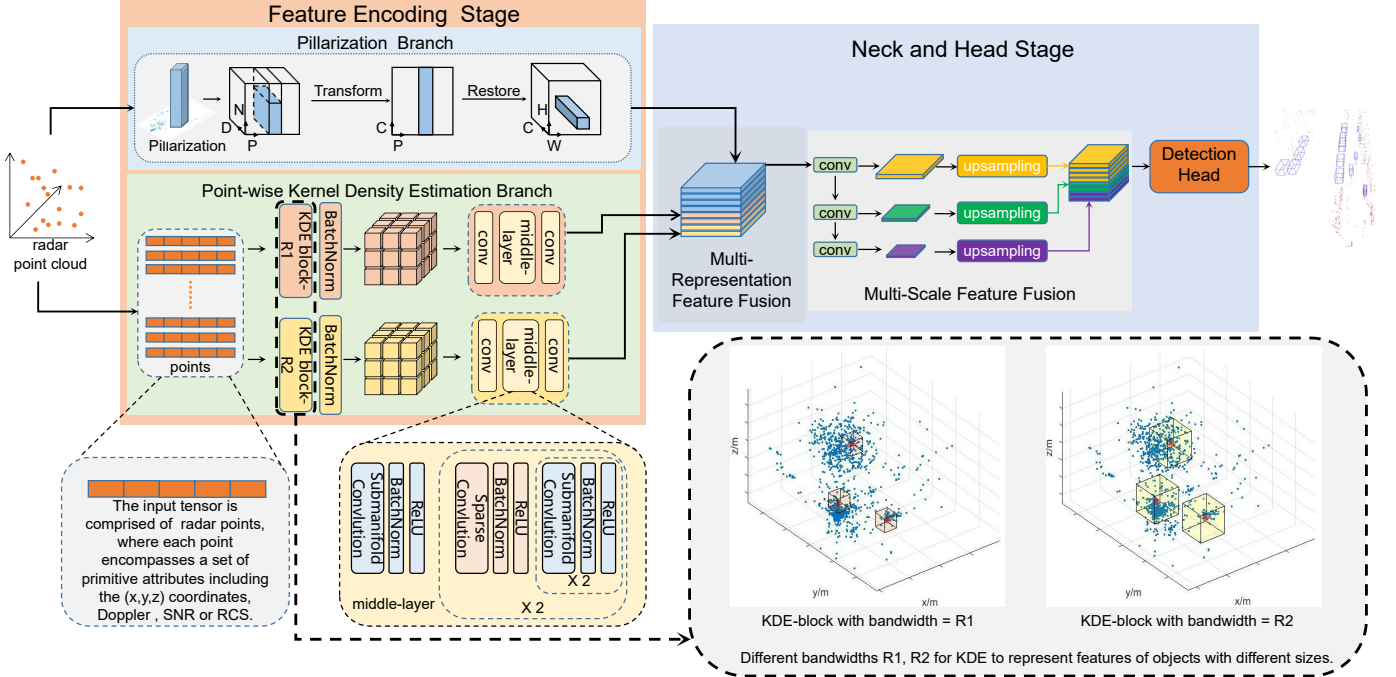 Feature Encoding Stage
Pillarization Branch
Pillarization
N
D
P
Transform
C
P
Restore
H
C
W
Neck and Head Stage
radar
point cloud
Point-wise Kernel Density Estimation Branch
points
KDE block-
R1
BatchNorm
conv
middle-
layer
conv
KDE block-
R2
BatchNorm
conv
middle-
layer
conv
Multi-
Representation
Feature Fusion
conv
upsampling
conv
upsampling
conv
upsampling
Multi-Scale Feature Fusion
Detection
Head
The input tensor is
comprised of radar points,
where each point
encompasses a set of
primitive attributes including
the (x,y,z) coordinates,
Doppler , SNR or RCS.
Submanifold
Convlution
BatchNorm
ReLU
Sparse
Convlution
BatchNorm
ReLU
Submanifold
Convlution
BatchNorm
ReLU
X 2
X 2
middle-layer
z/m
y/m
x/m
KDE-block with bandwidth = R1
z/m
y/m
x/m
KDE-block with bandwidth = R2
Different bandwidths R1, R2 for KDE to represent features of objects with different sizes.